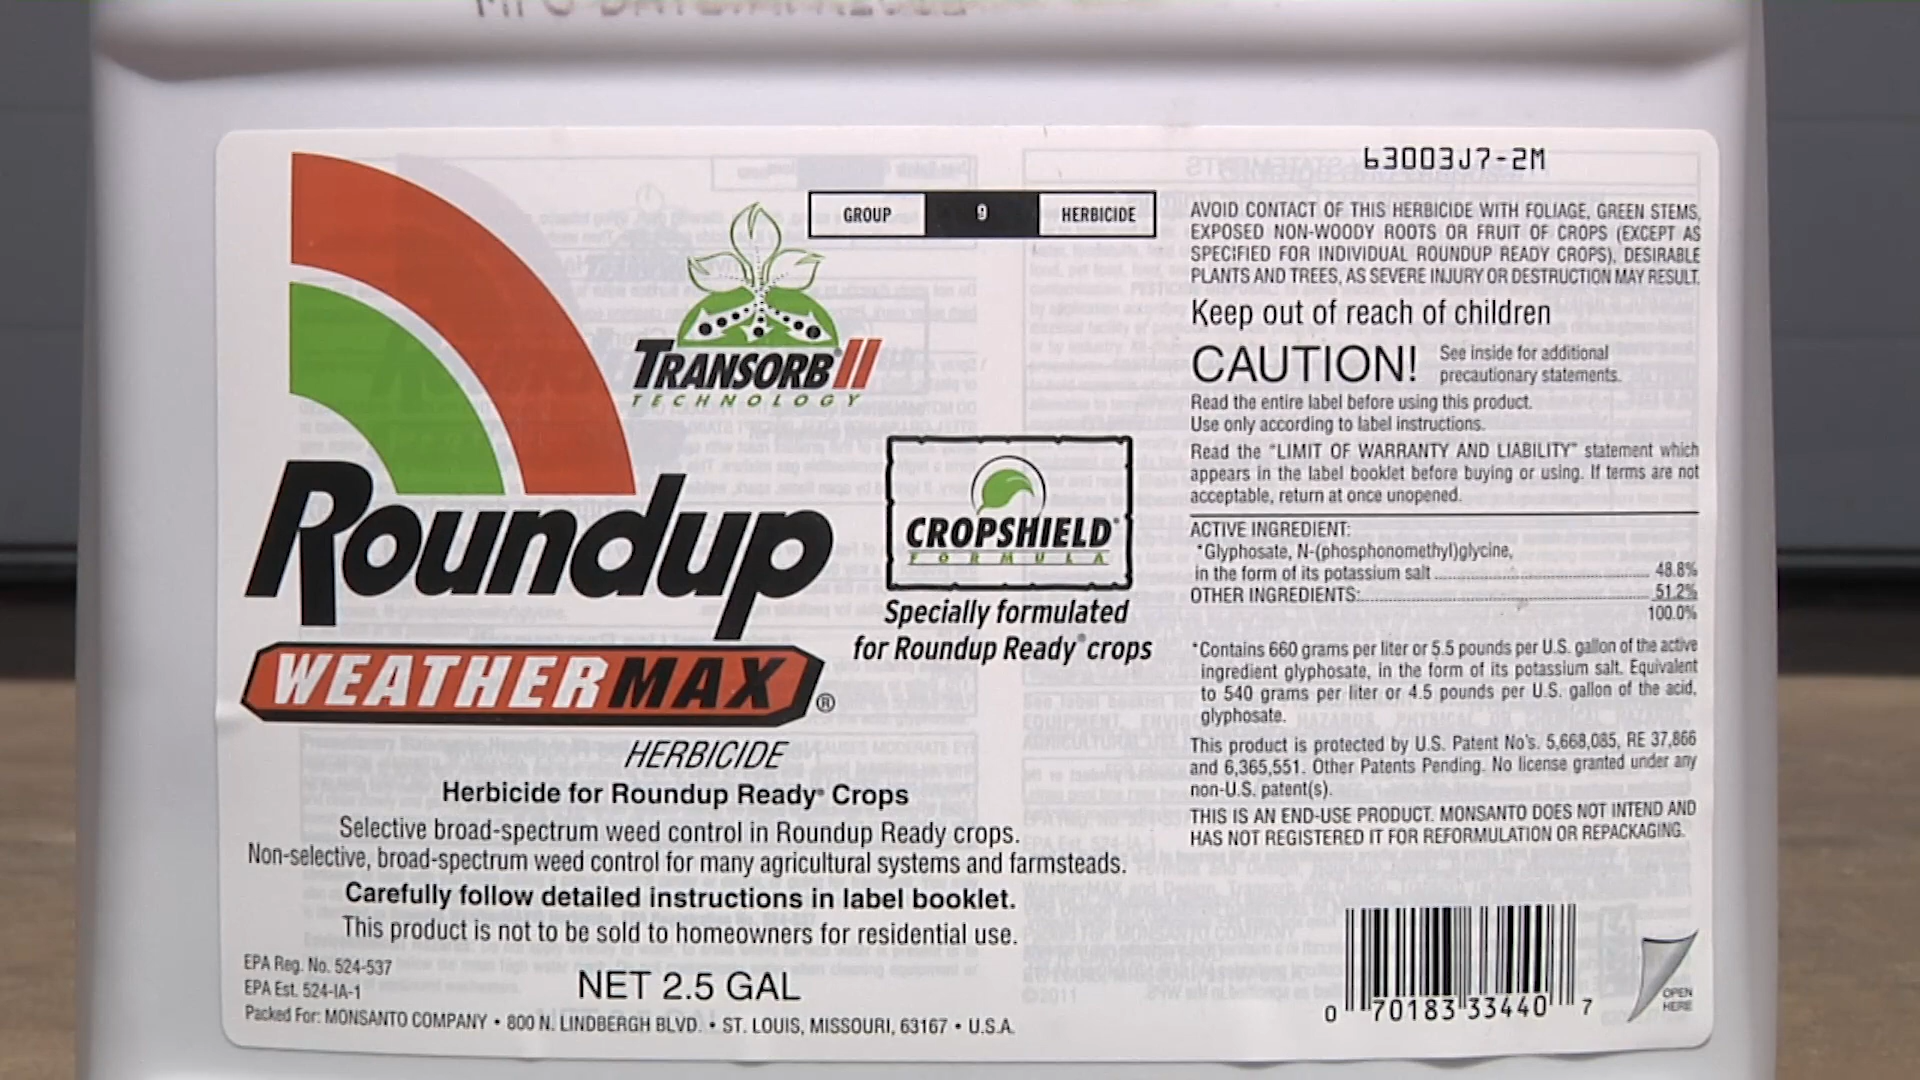 63003J7-2M
GROUP 9 HERBICIDE
TRANSORB® II
TECHNOLOGY
CROPSHIELD®
FORMULA
Specially formulated
for Roundup Ready® crops
Roundup
WEATHERMAX®
HERBICIDE
Herbicide for Roundup Ready® Crops
Selective broad-spectrum weed control in Roundup Ready crops.
Non-selective, broad-spectrum weed control for many agricultural systems and farmsteads.
Carefully follow detailed instructions in label booklet.
This product is not to be sold to homeowners for residential use.
EPA Reg. No. 524-537
EPA Est. 524-IA-1
NET 2.5 GAL
Packed For: MONSANTO COMPANY • 800 N. LINDBERGH BLVD. • ST. LOUIS, MISSOURI, 63167 • U.S.A.
AVOID CONTACT OF THIS HERBICIDE WITH FOLIAGE, GREEN STEMS,
EXPOSED NON-WOODY ROOTS OR FRUIT OF CROPS (EXCEPT AS
SPECIFIED FOR INDIVIDUAL ROUNDUP READY CROPS), DESIRABLE
PLANTS AND TREES, AS SEVERE INJURY OR DESTRUCTION MAY RESULT.
Keep out of reach of children
CAUTION! See inside for additional
precautionary statements.
Read the entire label before using this product.
Use only according to label instructions.
Read the "LIMIT OF WARRANTY AND LIABILITY" statement which
appears in the label booklet before buying or using. If terms are not
acceptable, return at once unopened.
ACTIVE INGREDIENT:
*Glyphosate, N-(phosphonomethyl)glycine,
in the form of its potassium salt 48.8%
OTHER INGREDIENTS: 51.2%
100.0%
*Contains 660 grams per liter or 5.5 pounds per U.S. gallon of the active
ingredient glyphosate, in the form of its potassium salt. Equivalent
to 540 grams per liter or 4.5 pounds per U.S. gallon of the acid,
glyphosate.
This product is protected by U.S. Patent No's. 5,668,085, RE 37,866
and 6,365,551. Other Patents Pending. No license granted under any
non-U.S. patent(s).
THIS IS AN END-USE PRODUCT. MONSANTO DOES NOT INTEND AND
HAS NOT REGISTERED IT FOR REFORMULATION OR REPACKAGING.
0 70183 33440 7
OPEN
HERE